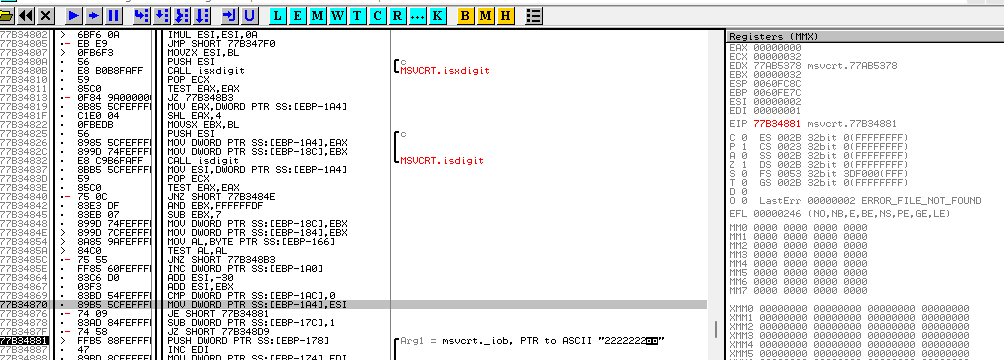 L E M W T C R ... K B M H
77B34802 > 6BF6 0A IMUL ESI,ESI,0A
77B34805 .- EB E9 JMP SHORT 77B347F0
77B34807 > 0FB6F3 MOVZX ESI,BL
77B3480A . 56 PUSH ESI c
77B3480B . E8 B0B8FAFF CALL isxdigit MSVCRT.isxdigit
77B34810 . 59 POP ECX
77B34811 . 85C0 TEST EAX,EAX
77B34813 .- 0F84 9A000000 JZ 77B348B3
77B34819 . 8B85 5CFEFFFF MOV EAX,DWORD PTR SS:[EBP-1A4]
77B3481F . C1E0 04 SHL EAX,4
77B34822 . 0FBEDB MOVSX EBX,BL
77B34825 . 56 PUSH ESI c
77B34826 . 8985 5CFEFFFF MOV DWORD PTR SS:[EBP-1A4],EAX
77B3482C . 899D 74FEFFFF MOV DWORD PTR SS:[EBP-18C],EBX
77B34832 . E8 C9B6FAFF CALL isdigit MSVCRT.isdigit
77B34837 . 8BB5 5CFEFFFF MOV ESI,DWORD PTR SS:[EBP-1A4]
77B3483D . 59 POP ECX
77B3483E . 85C0 TEST EAX,EAX
77B34840 .- 75 0C JNZ SHORT 77B3484E
77B34842 . 83E3 DF AND EBX,FFFFFFDF
77B34845 . 83EB 07 SUB EBX,7
77B34848 . 899D 74FEFFFF MOV DWORD PTR SS:[EBP-18C],EBX
77B3484E > 899D 7CFEFFFF MOV DWORD PTR SS:[EBP-184],EBX
77B34854 . 8A85 9AFEFFFF MOV AL,BYTE PTR SS:[EBP-166]
77B3485A > 84C0 TEST AL,AL
77B3485C .- 75 55 JNZ SHORT 77B348B3
77B3485E . FF85 60FEFFFF INC DWORD PTR SS:[EBP-1A0]
77B34864 . 83C6 D0 ADD ESI,-30
77B34867 . 03F3 ADD ESI,EBX
77B34869 . 83BD 54FEFFFF CMP DWORD PTR SS:[EBP-1AC],0
77B34870 . 89B5 5CFEFFFF MOV DWORD PTR SS:[EBP-1A4],ESI
77B34876 .- 74 09 JE SHORT 77B34881
77B34878 . 83AD 84FEFFFF SUB DWORD PTR SS:[EBP-17C],1
77B3487F .- 74 58 JZ SHORT 77B348D9
77B34881 > FFB5 88FEFFFF PUSH DWORD PTR SS:[EBP-178] Arg1 = msvcrt._iob, PTR to ASCII "2222222"
77B34887 . 47 INC EDI
Registers (MMX)
EAX 00000000
ECX 00000032
EDX 77AB5378 msvcrt.77AB5378
EBX 00000032
ESP 0060FC8C
EBP 0060FE7C
ESI 00000002
EDI 00000001
EIP 77B34881 msvcrt.77B34881
C 0 ES 002B 32bit 0(FFFFFFFF)
P 1 CS 0023 32bit 0(FFFFFFFF)
A 0 SS 002B 32bit 0(FFFFFFFF)
Z 1 DS 002B 32bit 0(FFFFFFFF)
S 0 FS 0053 32bit 3DF000(FFF)
T 0 GS 002B 32bit 0(FFFFFFFF)
D 0
O 0 LastErr 00000002 ERROR_FILE_NOT_FOUND
EFL 00000246 (NO,NB,E,BE,NS,PE,GE,LE)
MM0 0000 0000 0000 0000
MM1 0000 0000 0000 0000
MM2 0000 0000 0000 0000
MM3 0000 0000 0000 0000
MM4 0000 0000 0000 0000
MM5 0000 0000 0000 0000
MM6 0000 0000 0000 0000
MM7 0000 0000 0000 0000
XMM0 00000000 00000000 00000000 00000000
XMM1 00000000 00000000 00000000 00000000
XMM2 00000000 00000000 00000000 00000000
XMM3 00000000 00000000 00000000 00000000